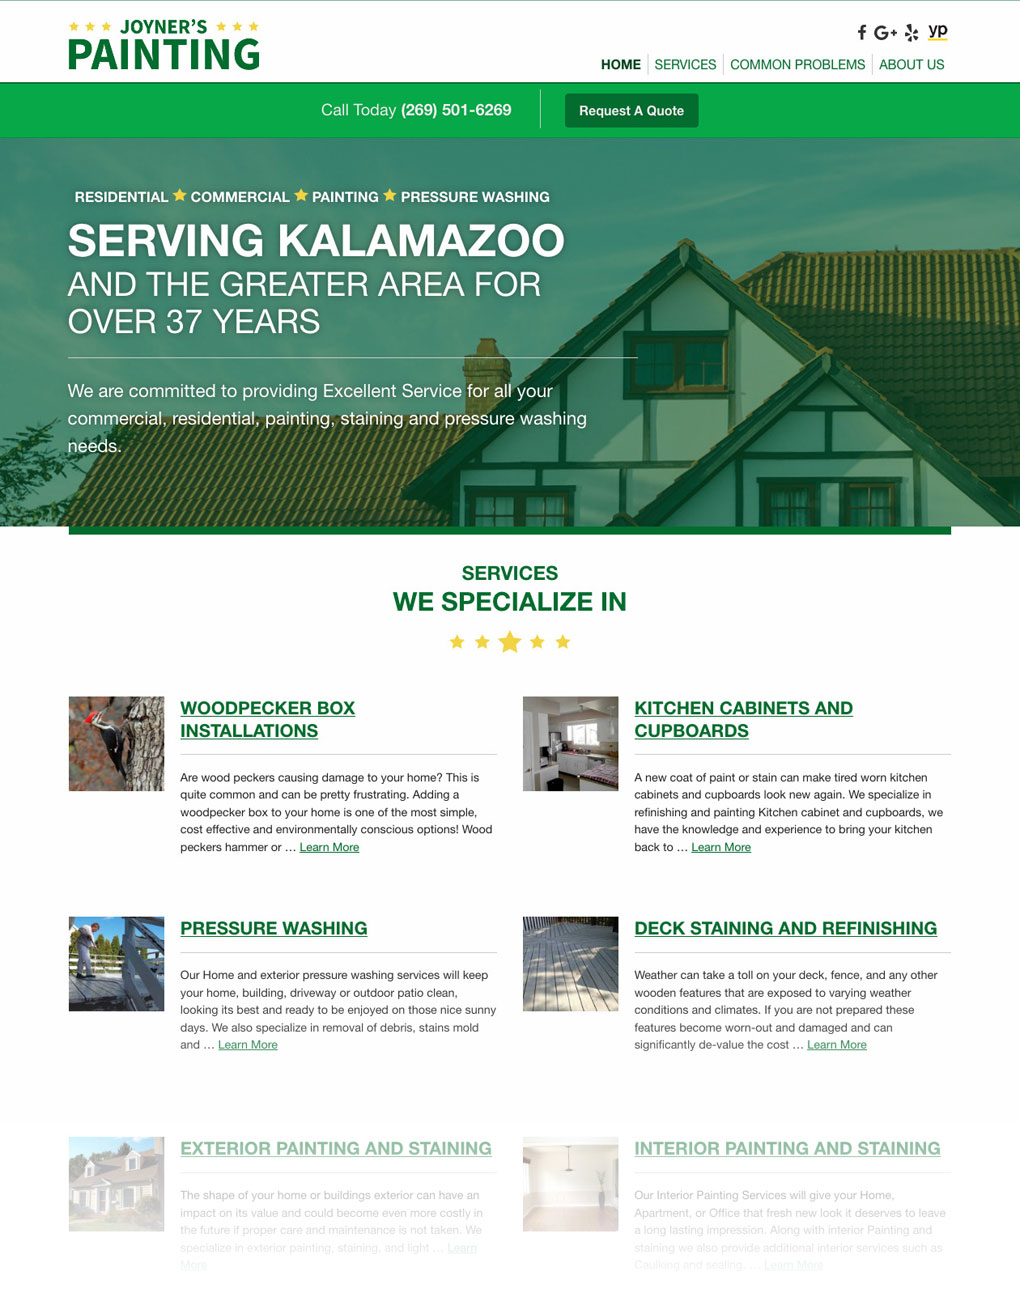 JOYNER'S
PAINTING
yp
HOME SERVICES COMMON PROBLEMS ABOUT US
Call Today (269) 501-6269 Request A Quote
RESIDENTIAL COMMERCIAL PAINTING PRESSURE WASHING
SERVING KALAMAZOO
AND THE GREATER AREA FOR
OVER 37 YEARS
We are committed to providing Excellent Service for all your
commercial, residential, painting, staining and pressure washing
needs.
SERVICES
WE SPECIALIZE IN
WOODPECKER BOX
INSTALLATIONS
Are wood peckers causing damage to your home? This is
quite common and can be pretty frustrating. Adding a
woodpecker box to your home is one of the most simple,
cost effective and environmentally conscious options! Wood
peckers hammer or … Learn More
KITCHEN CABINETS AND
CUPBOARDS
A new coat of paint or stain can make tired worn kitchen
cabinets and cupboards look new again. We specialize in
refinishing and painting Kitchen cabinet and cupboards, we
have the knowledge and experience to bring your kitchen
back to … Learn More
PRESSURE WASHING
Our Home and exterior pressure washing services will keep
your home, building, driveway or outdoor patio clean,
looking its best and ready to be enjoyed on those nice sunny
days. We also specialize in removal of debris, stains mold
and … Learn More
DECK STAINING AND REFINISHING
Weather can take a toll on your deck, fence, and any other
wooden features that are exposed to varying weather
conditions and climates. If you are not prepared these
features become worn-out and damaged and can
significantly de-value the cost … Learn More
EXTERIOR PAINTING AND STAINING
The shape of your home or buildings exterior can have an
impact on its value and could become even more costly in
the future if proper care and maintenance is not taken. We
specialize in exterior painting, staining, and light … Learn
More
INTERIOR PAINTING AND STAINING
Our Interior Painting Services will give your Home,
Apartment, or Office that fresh new look it deserves to leave
a long lasting impression. Along with interior Painting and
staining we also provide additional interior services such as
Caulking and sealing, … Learn More